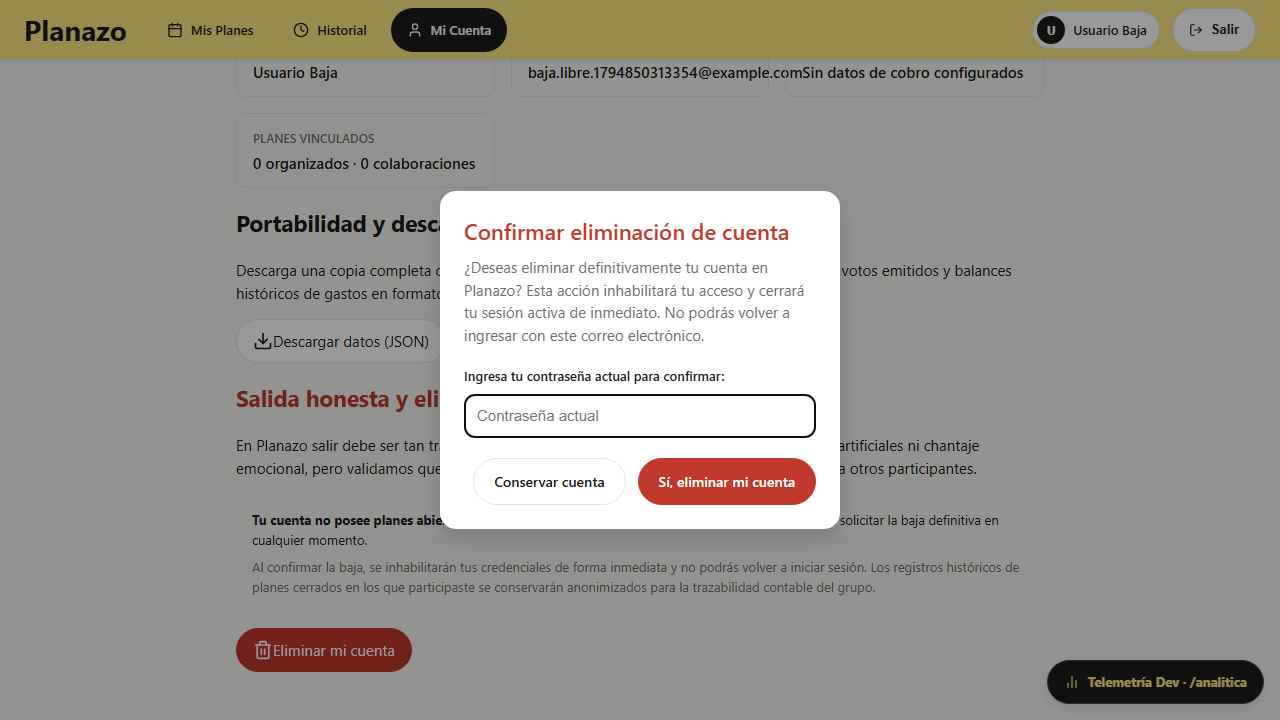 Planazo
Mis Planes
Historial
Mi Cuenta
U
Usuario Baja
Salir
Usuario Baja
baja.libre.1794850313354@example.com
Sin datos de cobro configurados
PLANES VINCULADOS
0 organizados · 0 colaboraciones
Portabilidad y
Descarga una copia completa
votos emitidos y balances
históricos de gastos en
Descargar datos (JSON)
Salida honesta y
En Planazo salir debe ser tan
artificiales ni chantaje
emocional, pero validamos
a otros participantes.
Tu cuenta no posee planes
solicitar la baja definitiva en
cualquier momento.
Al confirmar la baja, se inhabilitarán tus credenciales de forma inmediata y no podrás volver a iniciar sesión. Los registros históricos de
planes cerrados en los que participaste se conservarán anonimizados para la trazabilidad contable del grupo.
Eliminar mi cuenta
Confirmar eliminación de cuenta
¿Deseas eliminar definitivamente tu cuenta en
Planazo? Esta acción inhabilitará tu acceso y cerrará
tu sesión activa de inmediato. No podrás volver a
ingresar con este correo electrónico.
Ingresa tu contraseña actual para confirmar:
Contraseña actual
Conservar cuenta
Sí, eliminar mi cuenta
Telemetría Dev · /analitica